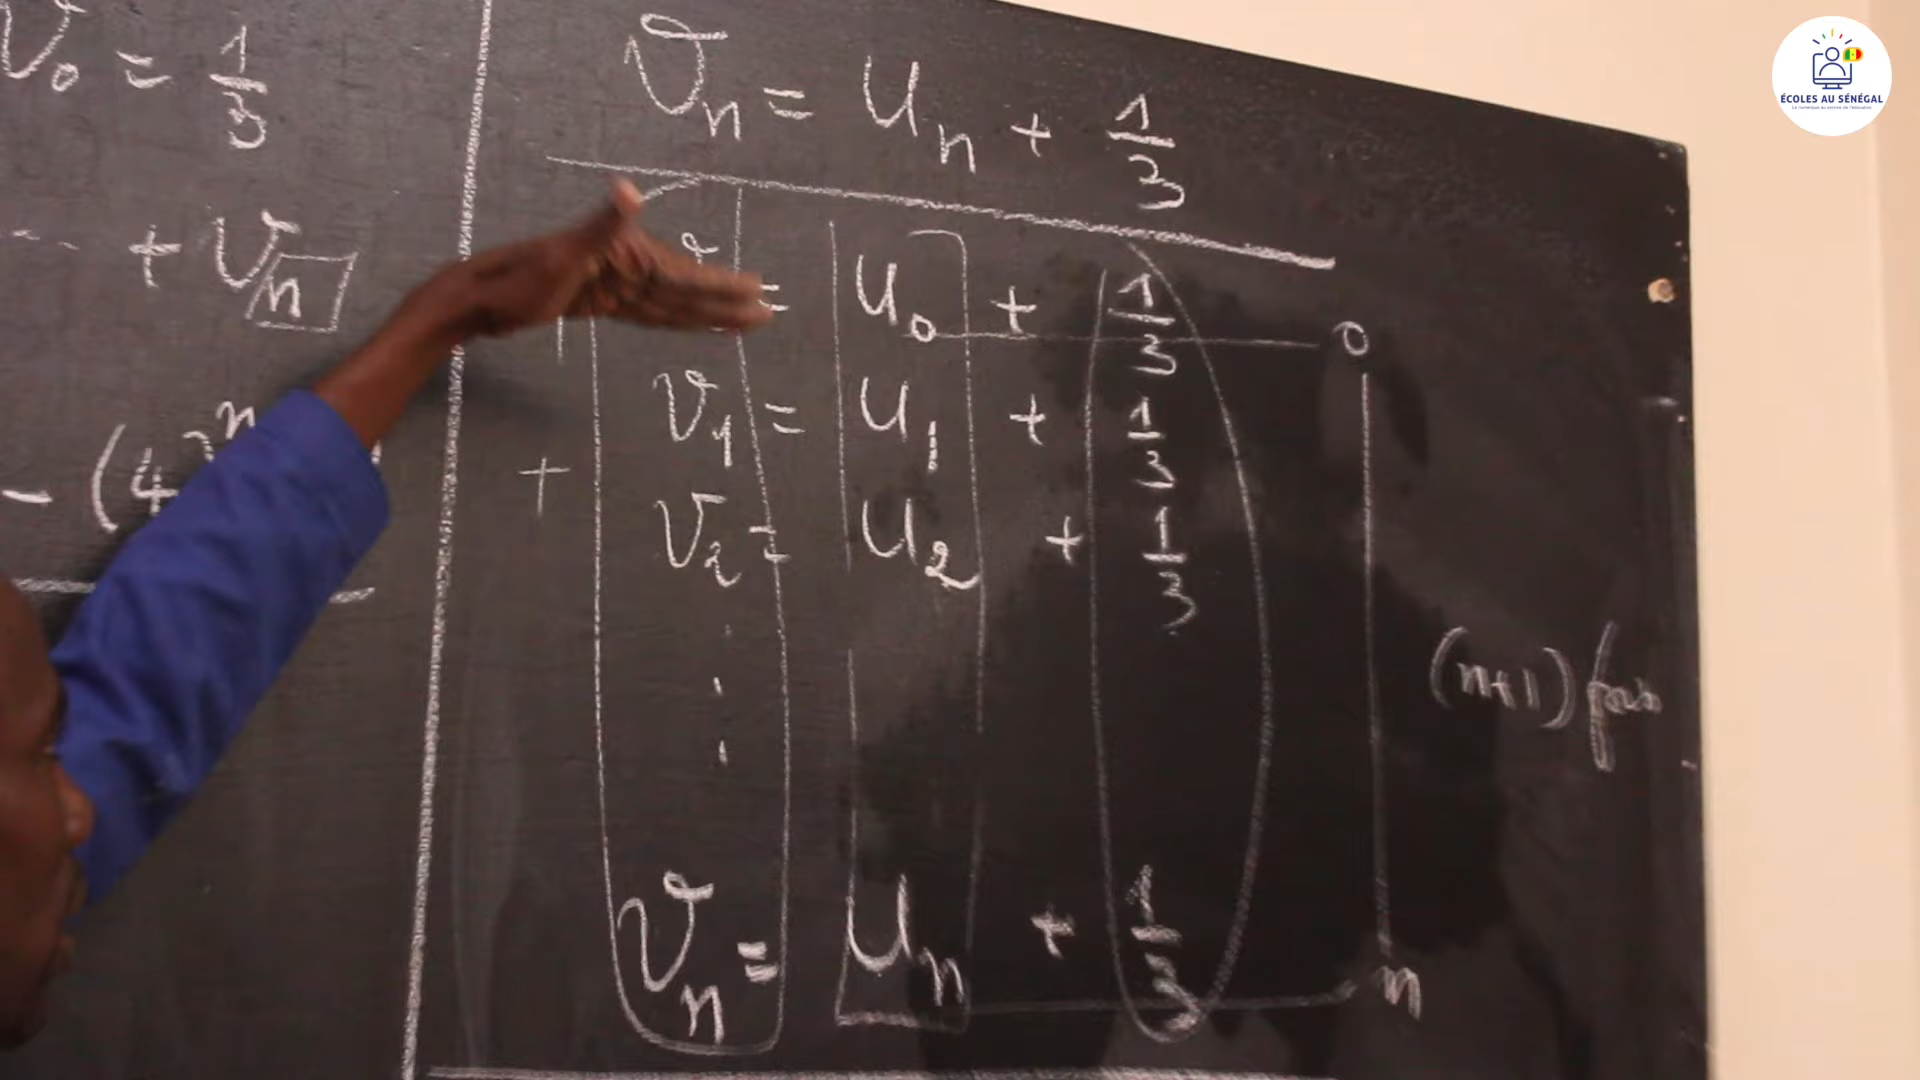 V₀ = 1/3
--- + Vₙ
- (4)ⁿ
Vₙ = Uₙ + 1/3
= U₀ + 1/3 0
V₁ = U₁ + 1/3
+
V₂ = U₂ + 1/3
(n+1) fois
Vₙ = Uₙ + 1/3 n
ÉCOLES AU SÉNÉGAL